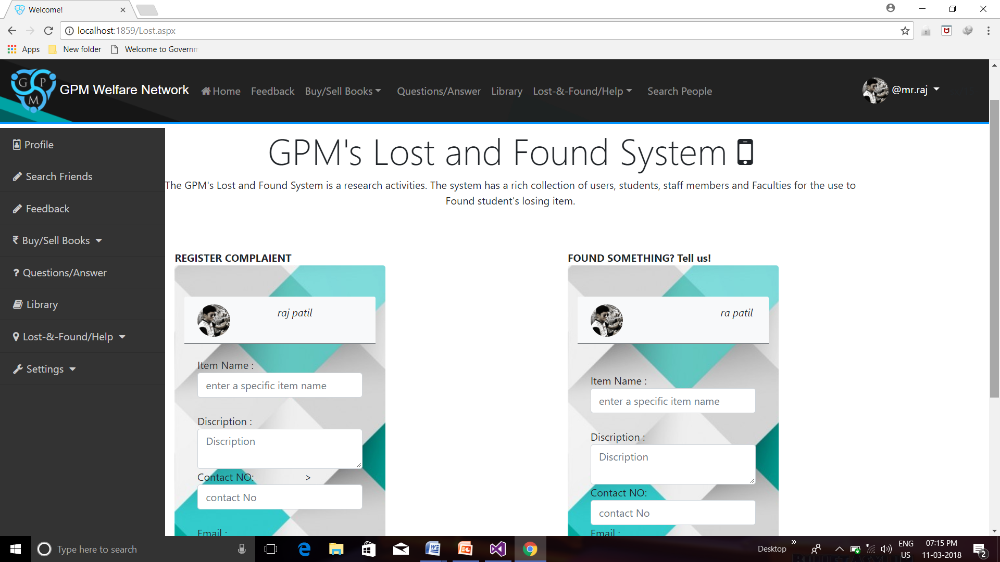 Welcome!
localhost:1859/Lost.aspx
Apps New folder Welcome to Governm
G P M
GPM Welfare Network Home Feedback Buy/Sell Books Questions/Answer Library Lost-&-Found/Help Search People @mr.raj
Profile
Search Friends
Feedback
₹ Buy/Sell Books
? Questions/Answer
Library
Lost-&-Found/Help
Settings
GPM's Lost and Found System
The GPM's Lost and Found System is a research activities. The system has a rich collection of users, students, staff members and Faculties for the use to
Found student's losing item.
REGISTER COMPLAIENT
raj patil
Item Name :
enter a specific item name
Discription :
Discription
Contact NO: >
contact No
Email :
FOUND SOMETHING? Tell us!
ra patil
Item Name :
enter a specific item name
Discription :
Discription
Contact NO:
contact No
Email :
Type here to search
Desktop
ENG
US
07:15 PM
11-03-2018
2